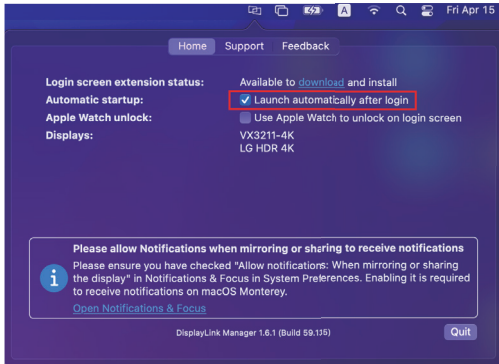 A Fri Apr 15
Home Support Feedback
Login screen extension status: Available to download and install
Automatic startup: Launch automatically after login
Apple Watch unlock: Use Apple Watch to unlock on login screen
Displays: VX3211-4K
LG HDR 4K
Please allow Notifications when mirroring or sharing to receive notifications
Please ensure you have checked "Allow notifications: When mirroring or sharing
the display" in Notifications & Focus in System Preferences. Enabling it is required
to receive notifications on macOS Monterey.
Open Notifications & Focus
DisplayLink Manager 1.6.1 (Build 59.135)
Quit